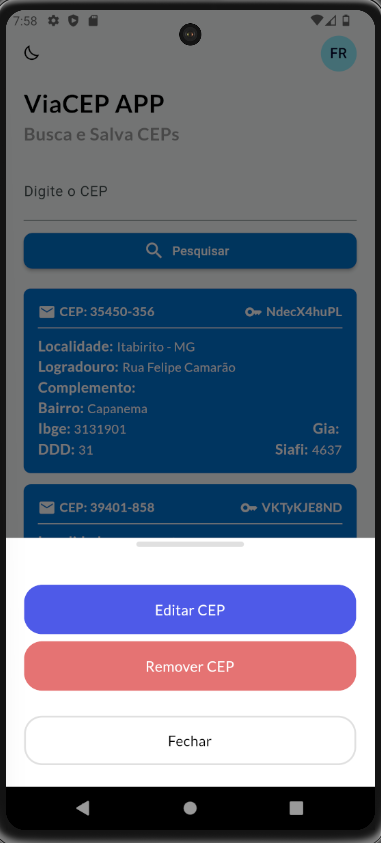 7:58
FR
ViaCEP APP
Busca e Salva CEPs
Digite o CEP
Pesquisar
CEP: 35450-356 NdecX4huPL
Localidade: Itabirito - MG
Logradouro: Rua Felipe Camarão
Complemento:
Bairro: Capanema
Ibge: 3131901 Gia:
DDD: 31 Siafi: 4637
CEP: 39401-858 VKTyKJE8ND
Editar CEP
Remover CEP
Fechar